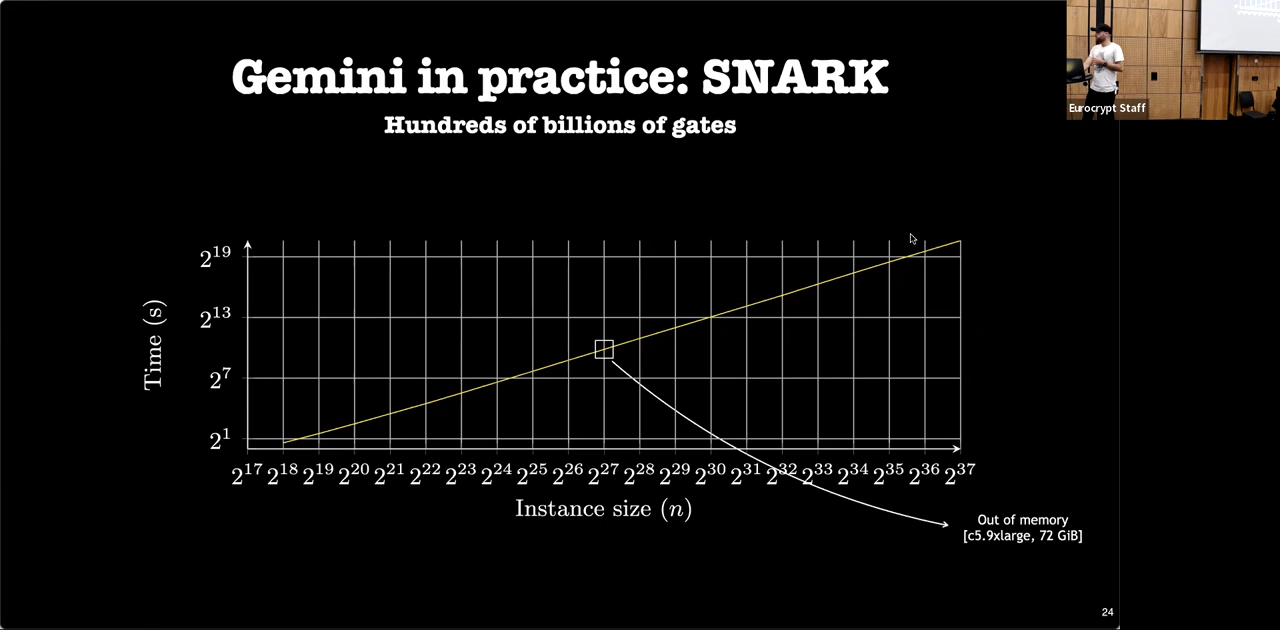 Gemini in practice: SNARK
Hundreds of billions of gates
Eurocrypt Staff
2^19
2^13
2^7
2^1
Time (s)
2^17 2^18 2^19 2^20 2^21 2^22 2^23 2^24 2^25 2^26 2^27 2^28 2^29 2^30 2^31 2^32 2^33 2^34 2^35 2^36 2^37
Instance size (n)
Out of memory
[c5.9xlarge, 72 GiB]
24